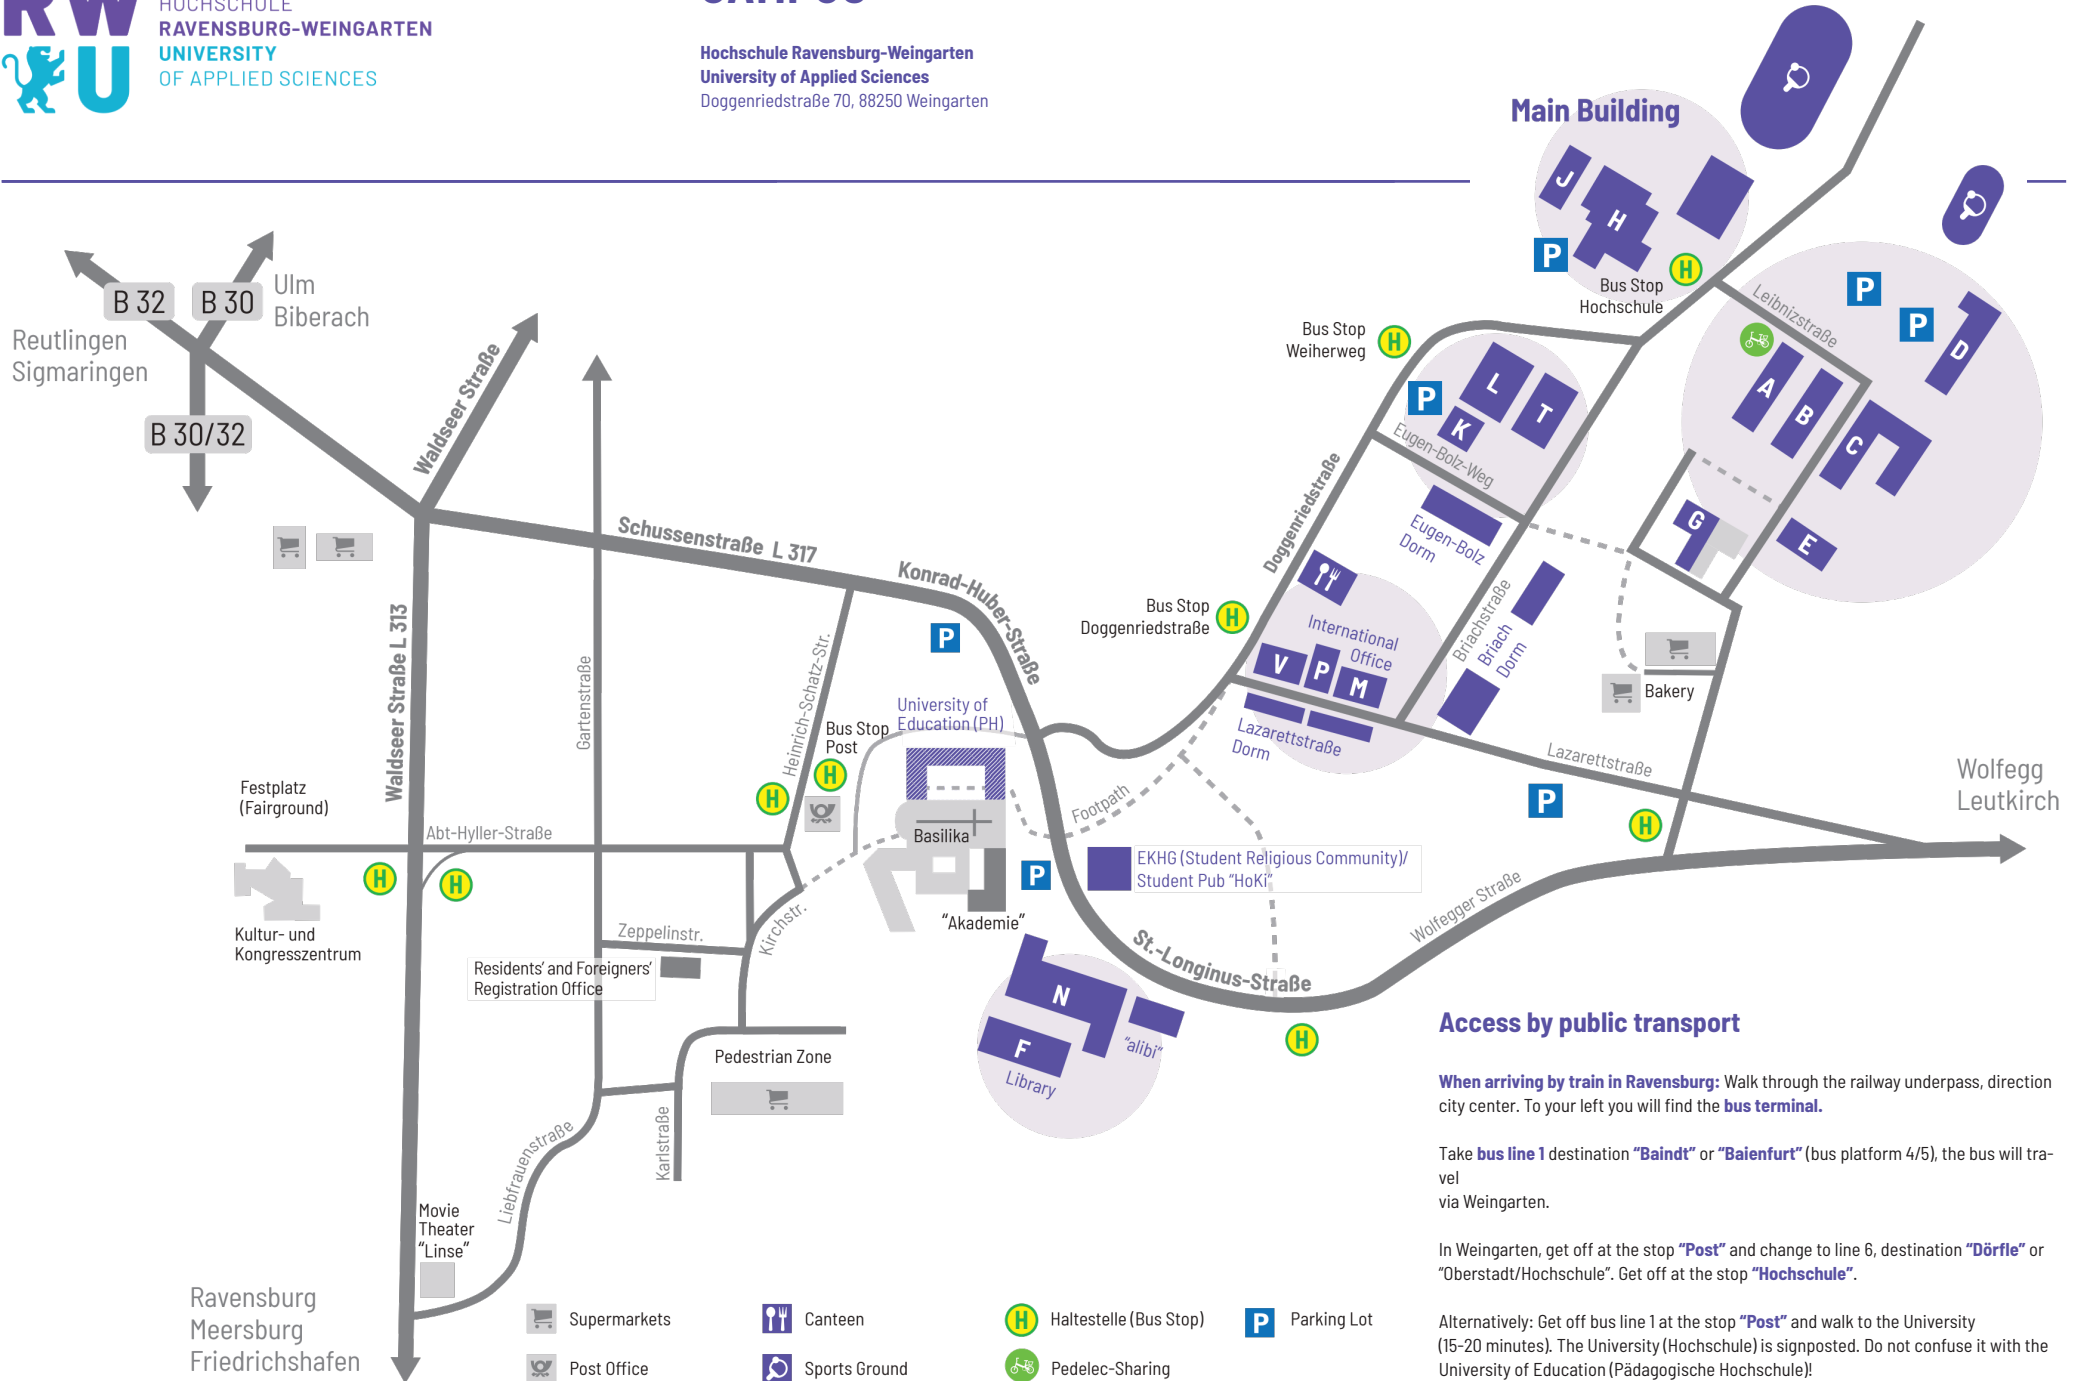 RW
HOCHSCHULE
RAVENSBURG-WEINGARTEN
UNIVERSITY
OF APPLIED SCIENCES
U
CAMPUS
Hochschule Ravensburg-Weingarten
University of Applied Sciences
Doggenriedstraße 70, 88250 Weingarten
Main Building
J
H
P
H
Bus Stop
Hochschule
B 32
B 30
Ulm
Biberach
Reutlingen
Sigmaringen
B 30/32
Waldseer Straße
Bus Stop
Weiherweg
H
Leibnizstraße
P
P
D
A
B
C
G
E
P
L
T
K
Eugen-Bolz-Weg
Eugen-Bolz
Dorm
Doggenriedstraße
Schussenstraße L 317
Konrad-Huber-Straße
P
Waldseer Straße L 313
Gartenstraße
Heinrich-Schatz-Str.
Bus Stop
Doggenriedstraße
H
International
Office
V
P
M
Briachstraße
Briach
Dorm
Bakery
Lazarettstraße
Dorm
Lazarettstraße
University of
Education (PH)
Bus Stop
Post
H
H
Festplatz
(Fairground)
Abt-Hyller-Straße
H
H
Kultur- und
Kongresszentrum
Basilika
"Akademie"
P
Footpath
EKHG (Student Religious Community)/
Student Pub "HoKi"
P
H
Wolfegg
Leutkirch
Wolfegger Straße
St.-Longinus-Straße
H
Zeppelinstr.
Kirchstr.
Residents' and Foreigners'
Registration Office
N
F
Library
"alibi"
Pedestrian Zone
Karlstraße
Liebfrauenstraße
Movie
Theater
"Linse"
Ravensburg
Meersburg
Friedrichshafen
Supermarkets
Canteen
H
Haltestelle (Bus Stop)
P
Parking Lot
Post Office
Sports Ground
Pedelec-Sharing
Access by public transport
When arriving by train in Ravensburg: Walk through the railway underpass, direction
city center. To your left you will find the bus terminal.
Take bus line 1 destination "Baindt" or "Baienfurt" (bus platform 4/5), the bus will tra-
vel
via Weingarten.
In Weingarten, get off at the stop "Post" and change to line 6, destination "Dörfle" or
"Oberstadt/Hochschule". Get off at the stop "Hochschule".
Alternatively: Get off bus line 1 at the stop "Post" and walk to the University
(15-20 minutes). The University (Hochschule) is signposted. Do not confuse it with the
University of Education (Pädagogische Hochschule)!